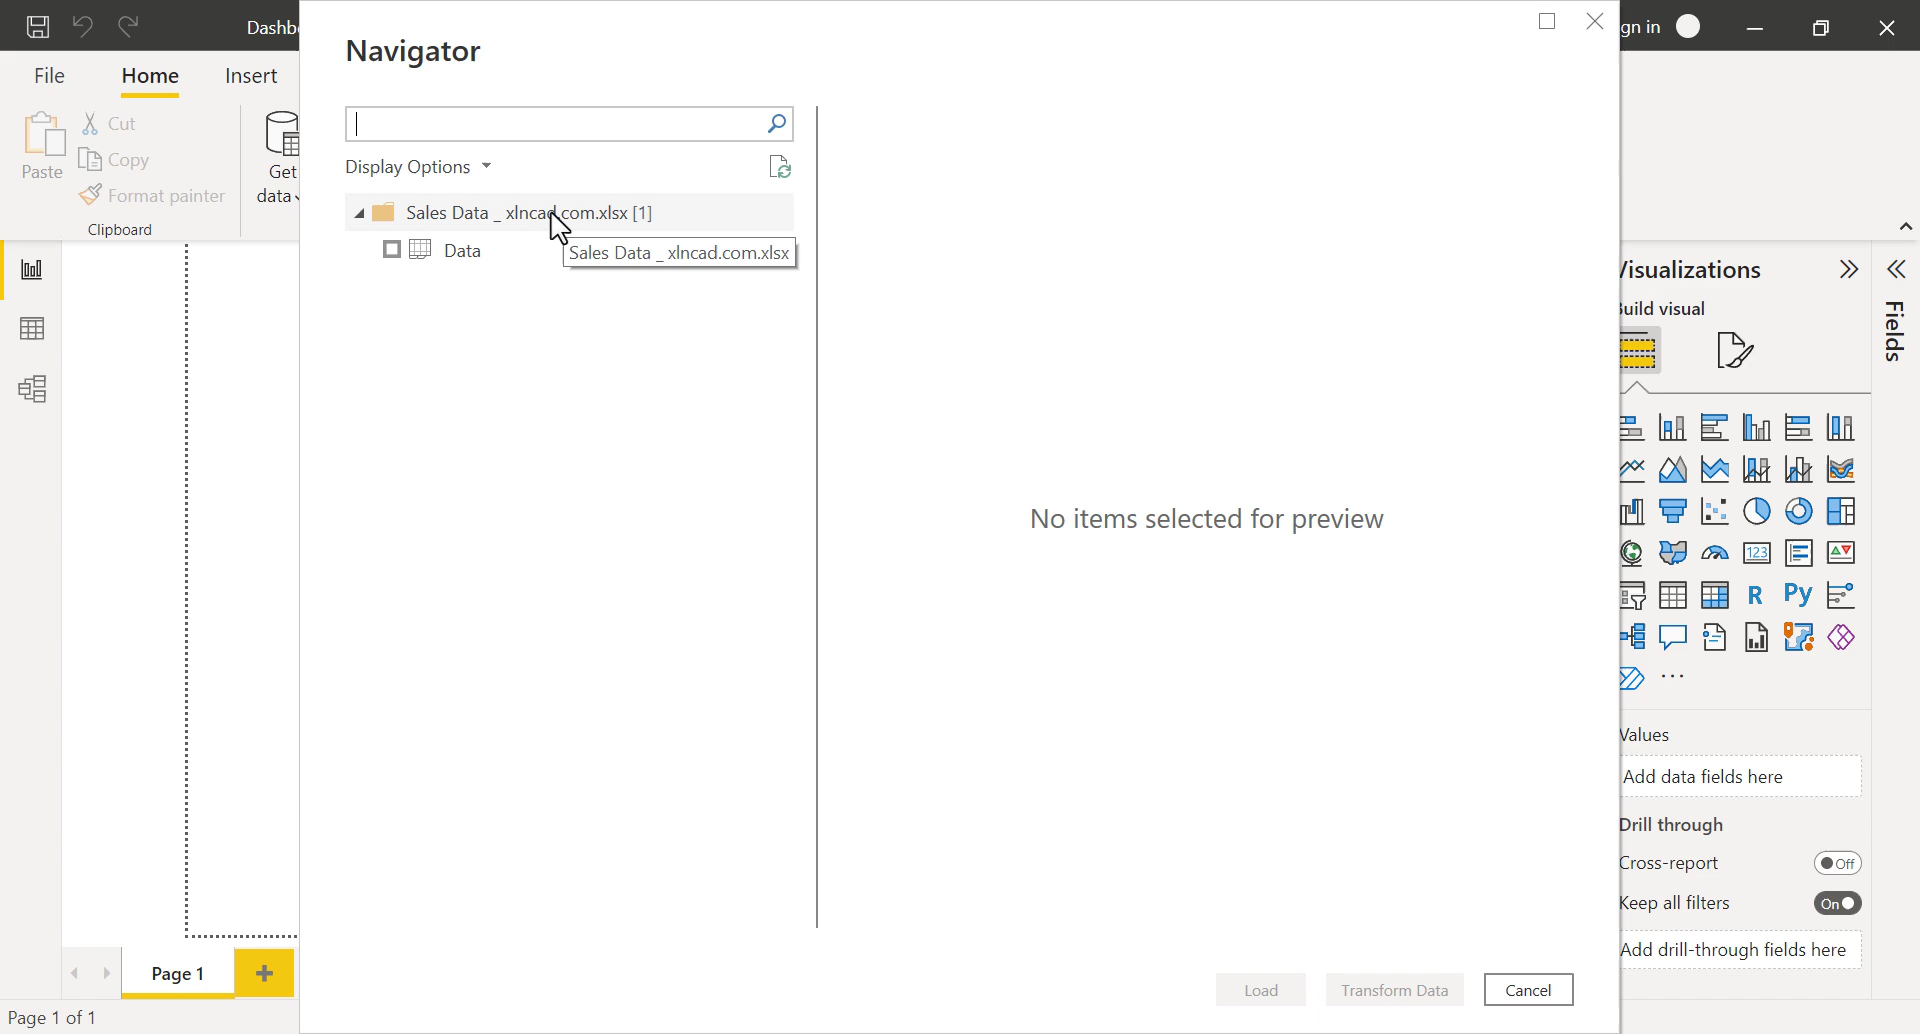 Dashb
gn in
File
Home
Insert
Paste
Cut
Copy
Format painter
Clipboard
Get
data
Navigator
Display Options
Sales Data _ xlncad.com.xlsx [1]
Data
Sales Data _ xlncad.com.xlsx
No items selected for preview
Load
Transform Data
Cancel
Visualizations
Build visual
Fields
123
R
Py
...
Values
Add data fields here
Drill through
Cross-report
Off
Keep all filters
On
Add drill-through fields here
Page 1
Page 1 of 1